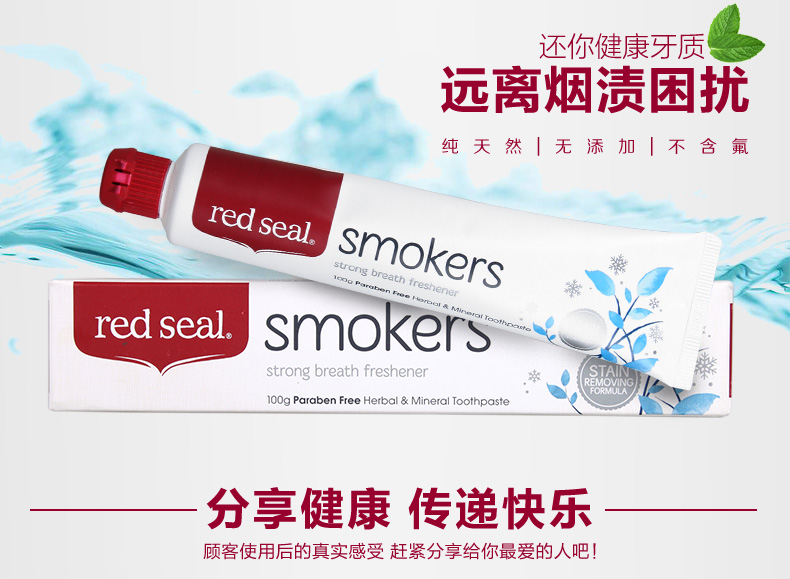 还你健康牙质
远离烟渍困扰
纯天然|无添加|不含氟
red seal®
smokers
strong breath freshener
100g Paraben Free Herbal & Mineral Toothpaste
red seal®
smokers
strong breath freshener
100g Paraben Free Herbal & Mineral Toothpaste
STAIN
REMOVING
FORMULA
分享健康 传递快乐
顾客使用后的真实感受 赶紧分享给你最爱的人吧!